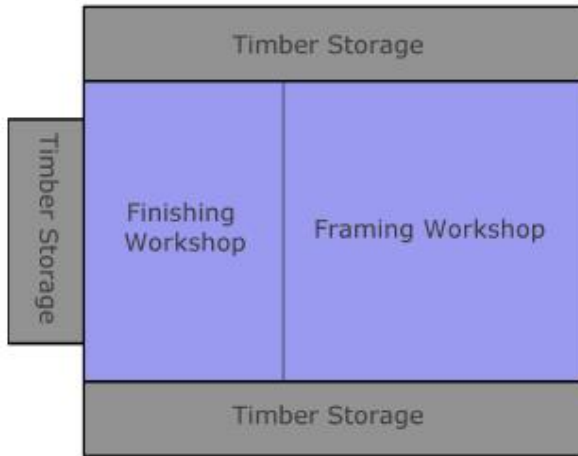 Timber Storage
Timber Storage
Finishing
Workshop
Framing Workshop
Timber Storage